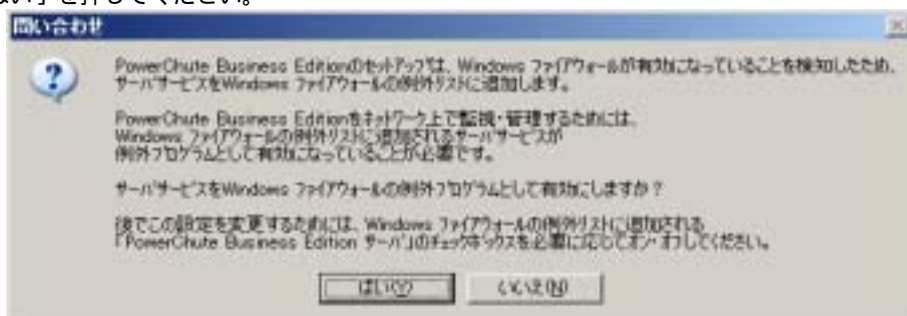 い」を押してください。
問い合わせ
PowerChute Business Editionのセットアップは、Windows ファイアウォールが有効になっていることを検知したため、
サーバサービスをWindows ファイアウォールの例外リストに追加します。
PowerChute Business Editionをネットワーク上で監視・管理するためには、
Windows ファイアウォールの例外リストに追加されるサーバサービスが
例外プログラムとして有効になっていることが必要です。
サーバサービスをWindows ファイアウォールの例外プログラムとして有効にしますか?
後でこの設定を変更するためには、Windows ファイアウォールの例外リストに追加される
「PowerChute Business Edition サーバ」のチェックボックスを必要に応じてオン・オフしてください。
はい(Y)
いいえ(N)